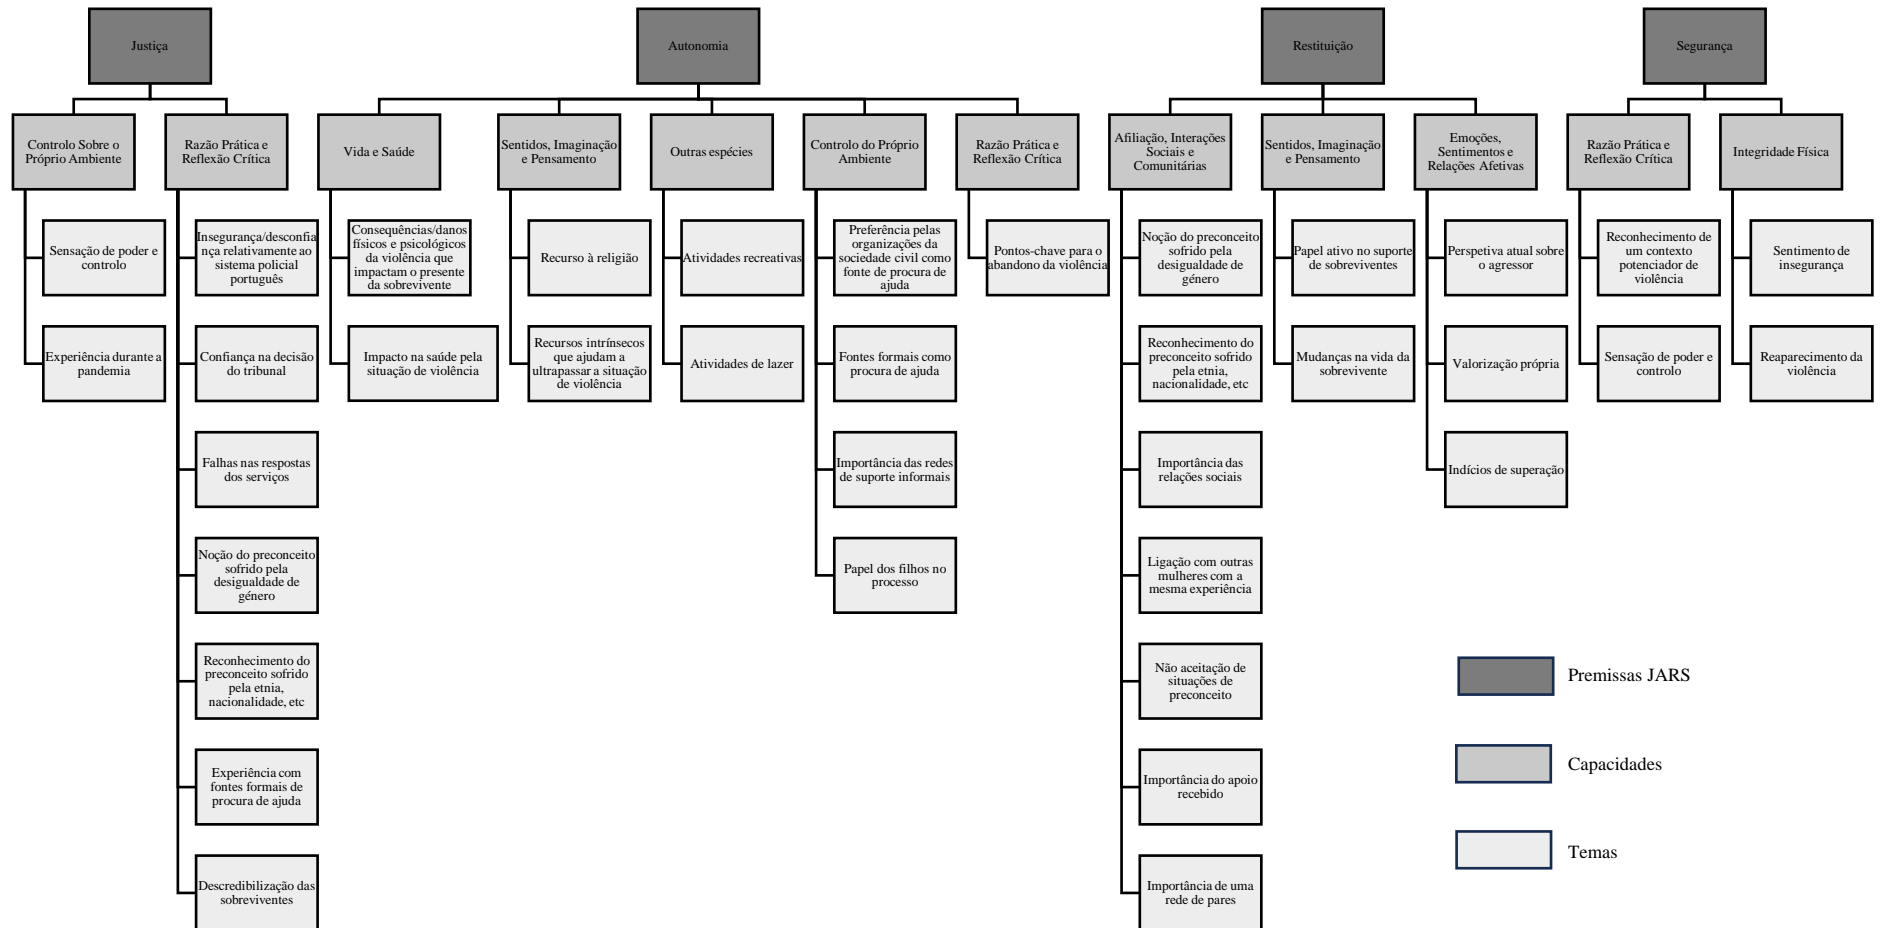 Justiça
Autonomia
Restituição
Segurança
Controlo Sobre o
Próprio Ambiente
Razão Prática e
Reflexão Crítica
Vida e Saúde
Sentidos, Imaginação
e Pensamento
Outras espécies
Controlo do Próprio
Ambiente
Razão Prática e
Reflexão Crítica
Afiliação, Interações
Sociais e
Comunitárias
Sentidos, Imaginação
e Pensamento
Emoções,
Sentimentos e
Relações Afetivas
Razão Prática e
Reflexão Crítica
Integridade Física
Sensação de poder e
controlo
Experiência durante a
pandemia
Insegurança/desconfia
nça relativamente ao
sistema policial
português
Confiança na decisão
do tribunal
Falhas nas respostas
dos serviços
Noção do preconceito
sofrido pela
desigualdade de
género
Reconhecimento do
preconceito sofrido
pela etnia,
nacionalidade, etc
Experiência com
fontes formais de
procura de ajuda
Descredibilização das
sobreviventes
Consequências/danos
físicos e psicológicos
da violência que
impactam o presente
da sobrevivente
Impacto na saúde pela
situação de violência
Recurso à religião
Recursos intrínsecos
que ajudam a
ultrapassar a situação
de violência
Atividades recreativas
Atividades de lazer
Preferência pelas
organizações da
sociedade civil como
fonte de procura de
ajuda
Fontes formais como
procura de ajuda
Importância das redes
de suporte informais
Papel dos filhos no
processo
Pontos-chave para o
abandono da violência
Noção do preconceito
sofrido pela
desigualdade de
género
Reconhecimento do
preconceito sofrido
pela etnia,
nacionalidade, etc
Importância das
relações sociais
Ligação com outras
mulheres com a
mesma experiência
Não aceitação de
situações de
preconceito
Importância do apoio
recebido
Importância de uma
rede de pares
Papel ativo no suporte
de sobreviventes
Mudanças na vida da
sobrevivente
Perspetiva atual sobre
o agressor
Valorização própria
Indícios de superação
Reconhecimento de
um contexto
potenciador de
violência
Sensação de poder e
controlo
Sentimento de
insegurança
Reaparecimento da
violência
Premissas JARS
Capacidades
Temas